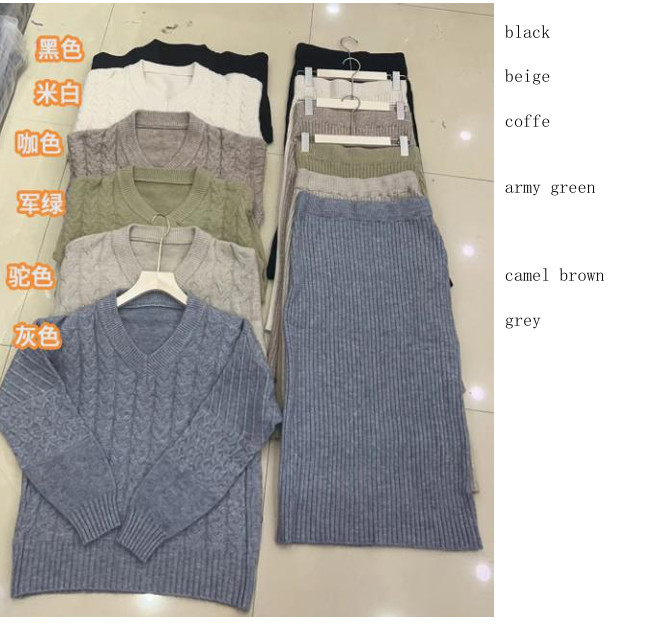 黑色 black
米白 beige
咖色 coffe
军绿 army green
驼色 camel brown
灰色 grey